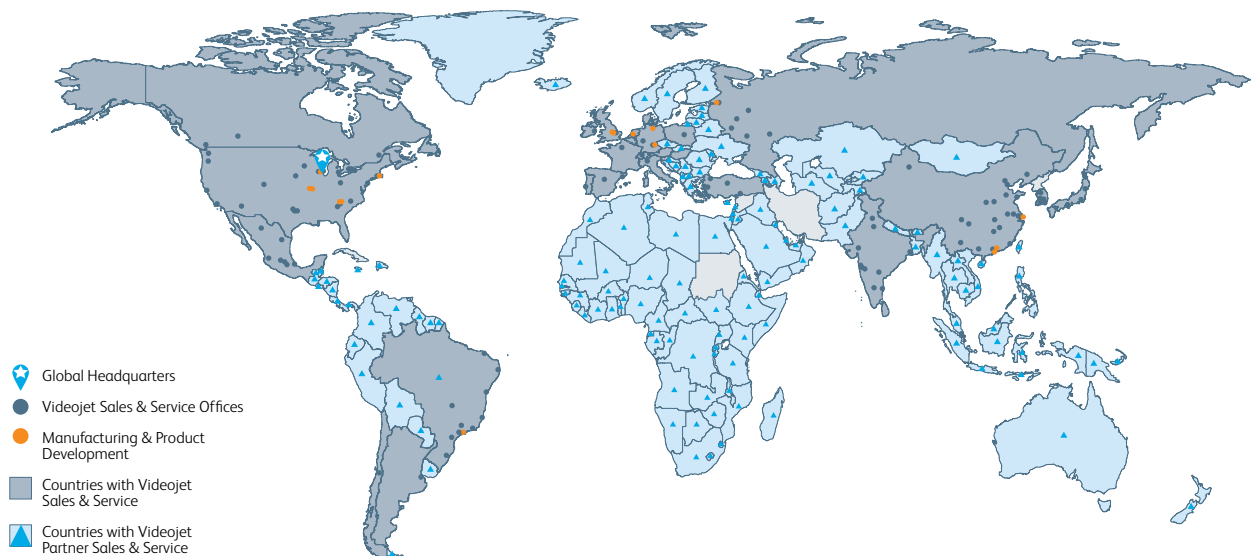 Global Headquarters
Videojet Sales & Service Offices
Manufacturing & Product
Development
Countries with Videojet
Sales & Service
Countries with Videojet
Partner Sales & Service